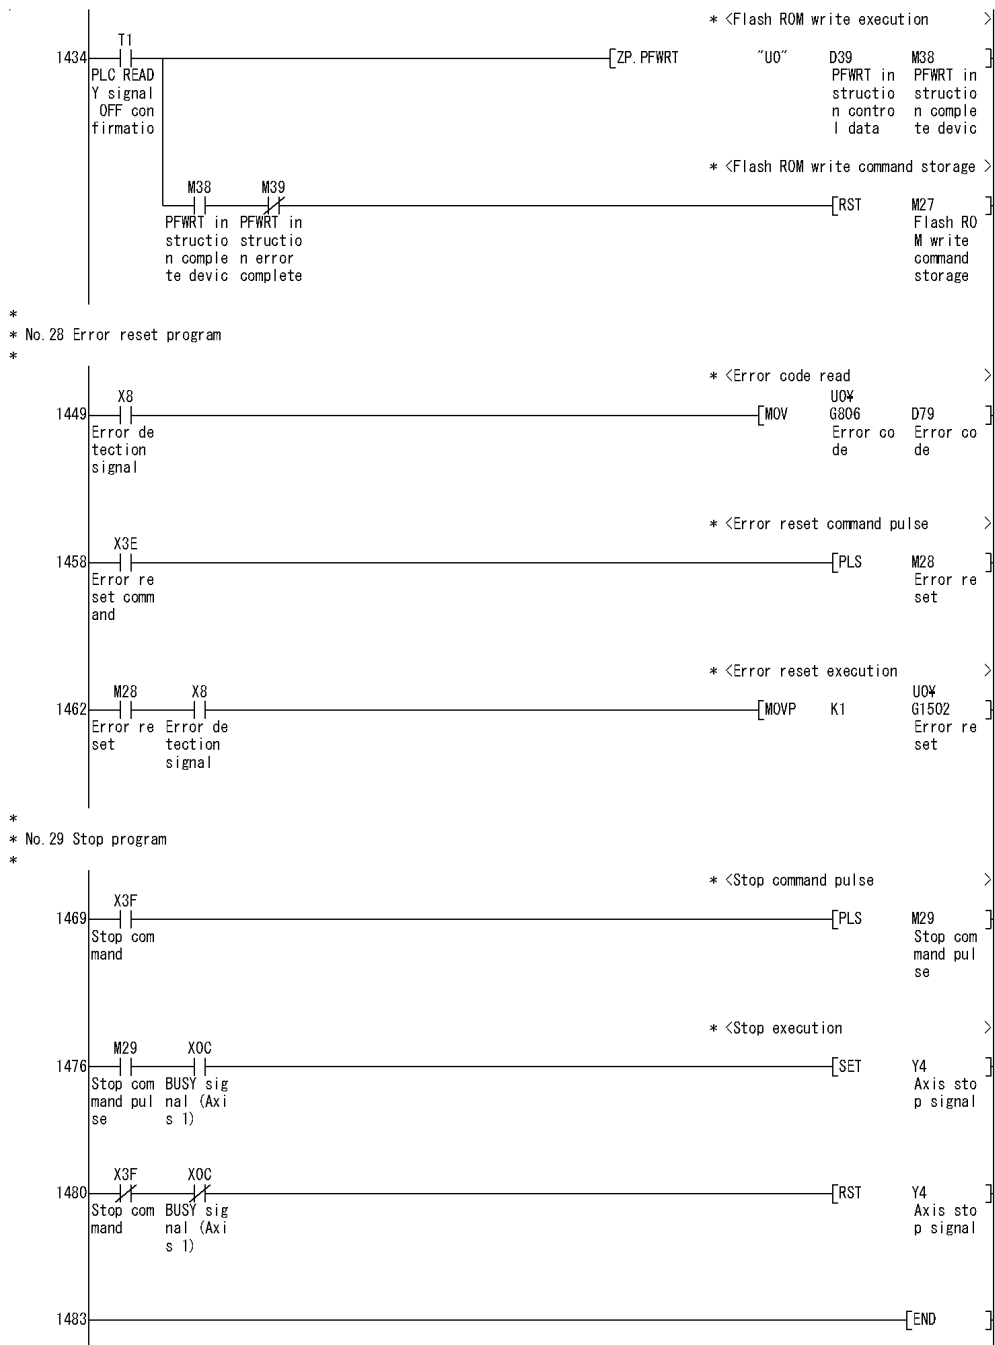 * <Flash ROM write execution >
T1
1434 [ZP.PFWRT "U0" D39 M38 ]
PLC READ PFWRT in PFWRT in
Y signal structio structio
OFF con n contro n comple
firmatio l data te devic
* <Flash ROM write command storage >
M38 M39
[RST M27 ]
PFWRT in PFWRT in Flash RO
structio structio M write
n comple n error command
te devic complete storage
*
* No.28 Error reset program
*
* <Error code read >
X8 U0¥
1449 [MOV G806 D79 ]
Error de Error co Error co
tection de de
signal
* <Error reset command pulse >
X3E
1458 [PLS M28 ]
Error re Error re
set comm set
and
* <Error reset execution >
M28 X8 U0¥
1462 [MOVP K1 G1502 ]
Error re Error de Error re
set tection set
signal
*
* No.29 Stop program
*
* <Stop command pulse >
X3F
1469 [PLS M29 ]
Stop com Stop com
mand mand pul
se
* <Stop execution >
M29 X0C
1476 [SET Y4 ]
Stop com BUSY sig Axis sto
mand pul nal (Axi p signal
se s 1)
X3F X0C
1480 [RST Y4 ]
Stop com BUSY sig Axis sto
mand nal (Axi p signal
s 1)
1483 [END ]